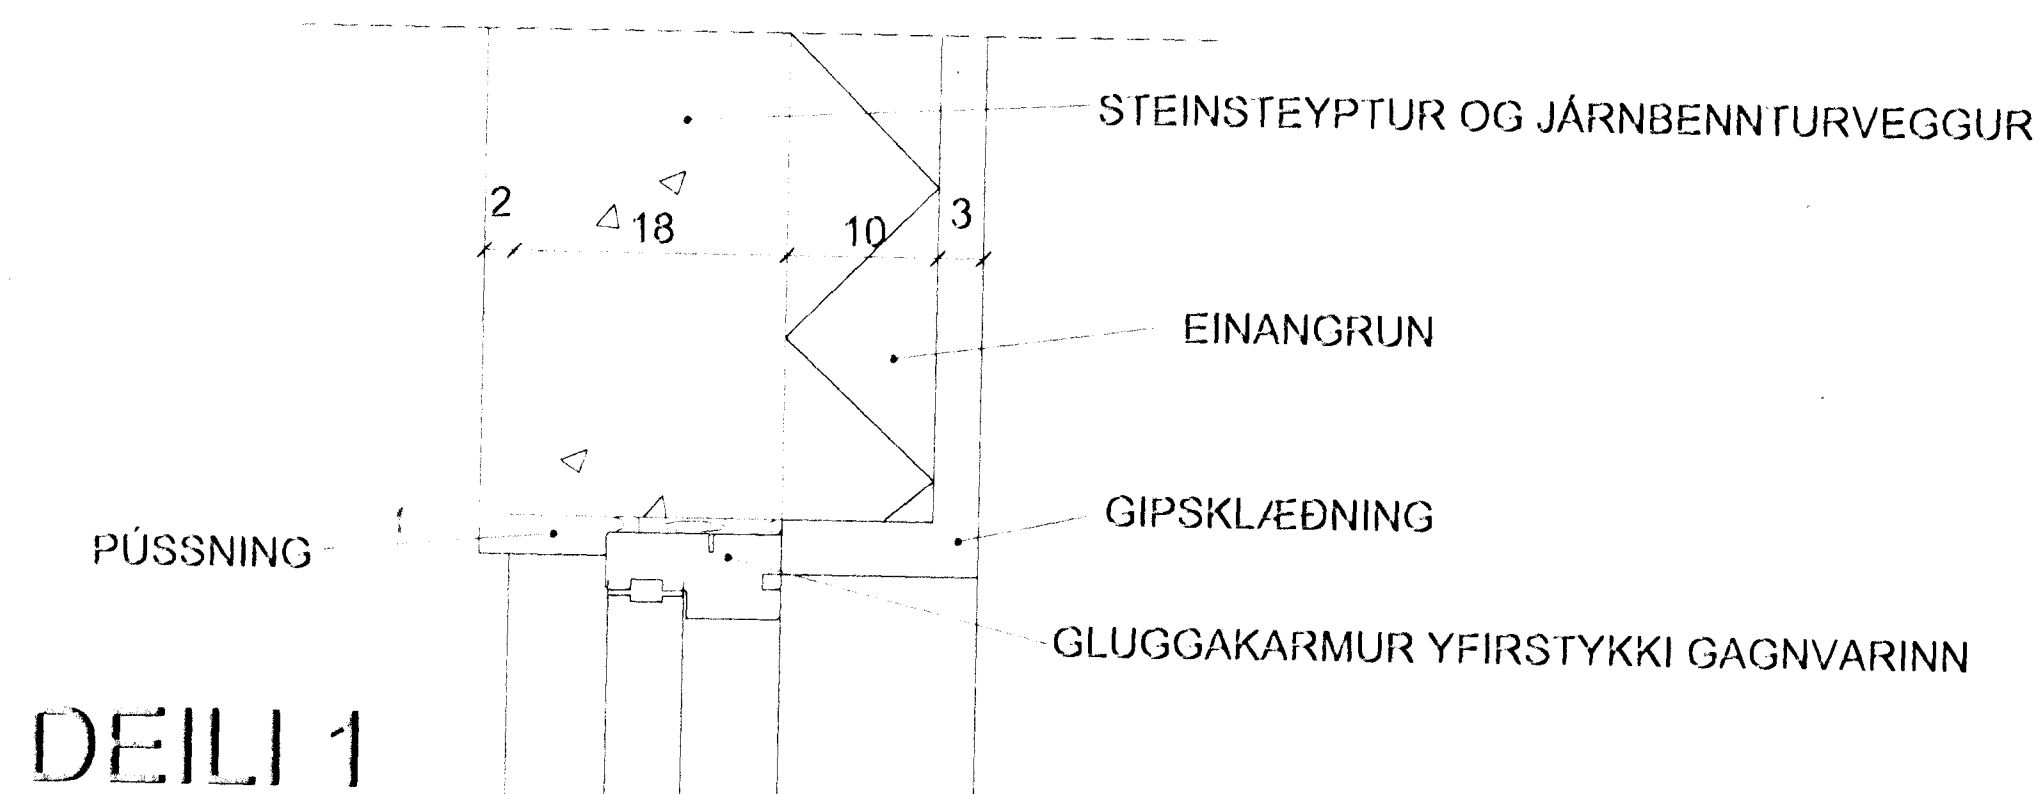 STEINSTEYPTUR OG JÁRNBENNTURVEGGUR
2
18
10
3
EINANGRUN
GIPSKLÆÐNING
PÚSSNING
GLUGGAKARMUR YFIRSTYKKI GAGNVARINN
DEILI 1